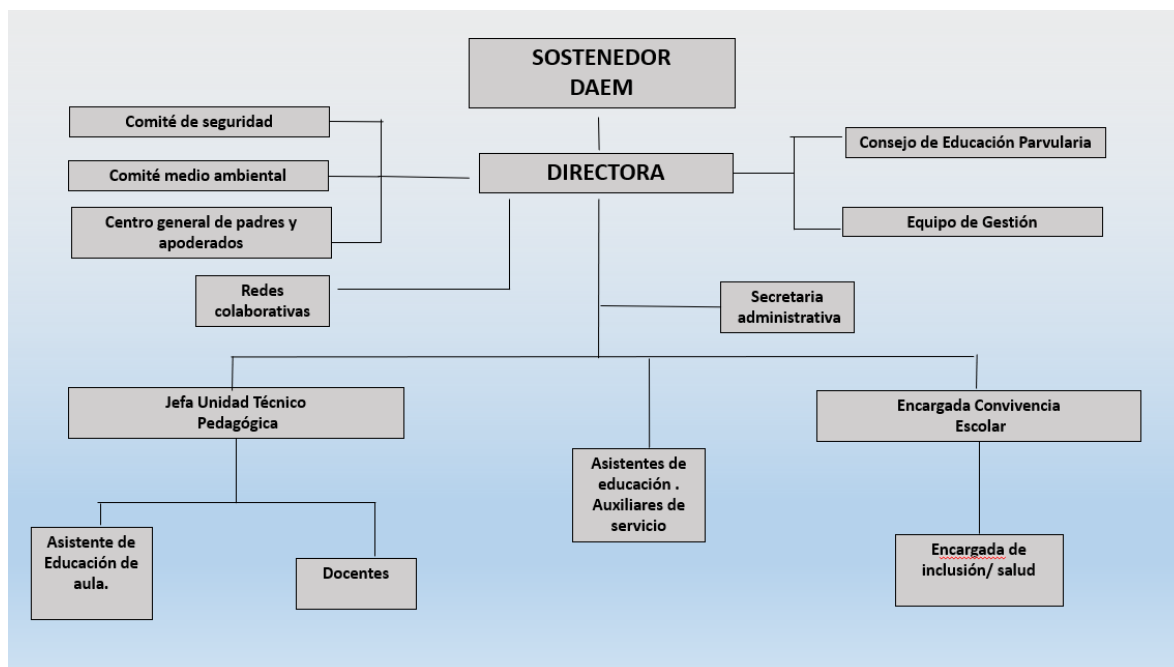 SOSTENEDOR
DAEM
Comité de seguridad
Consejo de Educación Parvularia
Comité medio ambiental
DIRECTORA
Centro general de padres y
apoderados
Equipo de Gestión
Redes
colaborativas
Secretaria
administrativa
Jefa Unidad Técnico
Pedagógica
Encargada Convivencia
Escolar
Asistentes de
educación .
Auxiliares de
servicio
Asistente de
Educación de
aula.
Docentes
Encargada de
inclusión/ salud